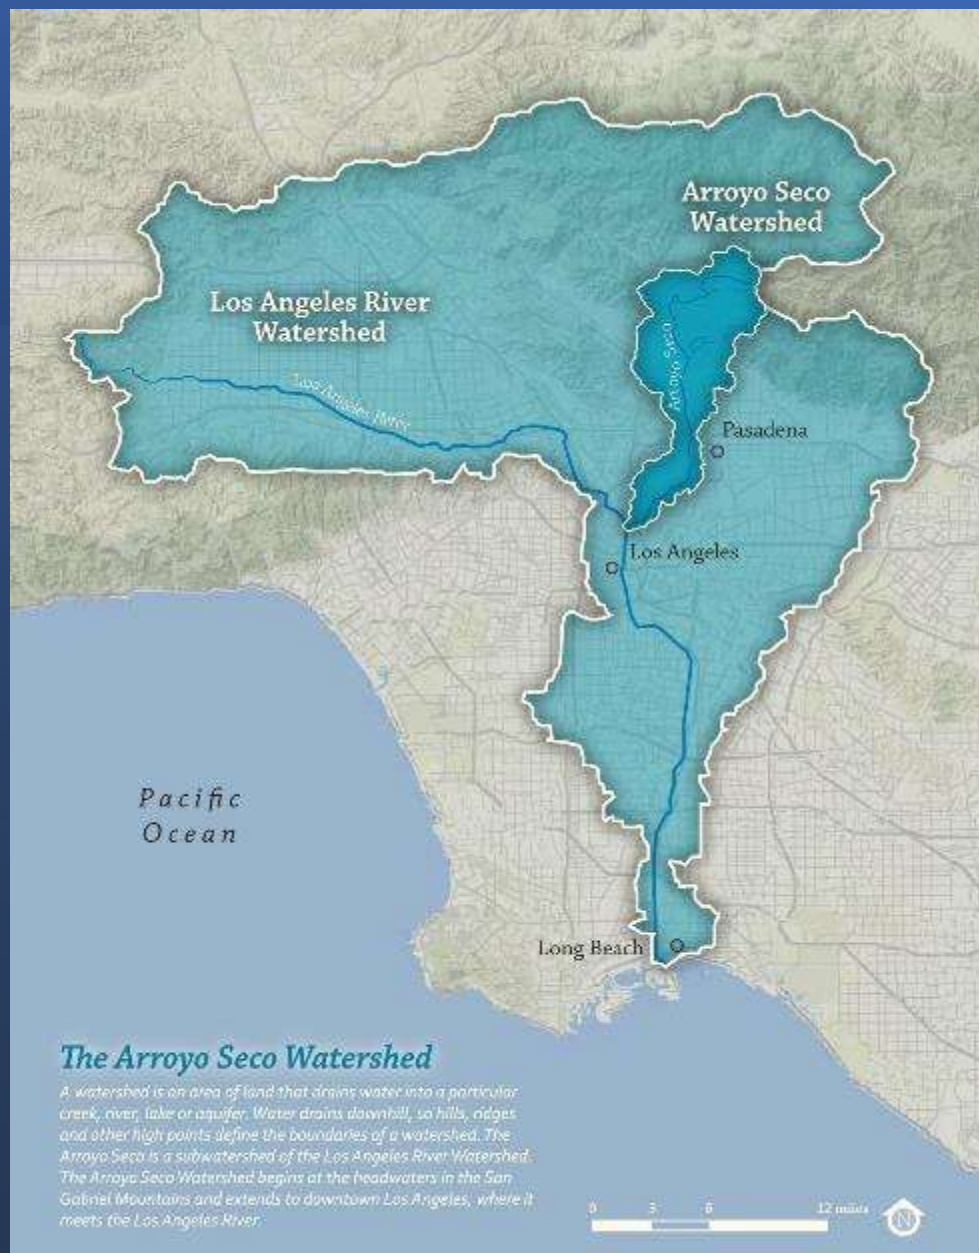 Arroyo Seco
Watershed
Los Angeles River
Watershed
Los Angeles River
Arroyo Seco
Pasadena
Los Angeles
Pacific
Ocean
Long Beach
The Arroyo Seco Watershed
A watershed is an area of land that drains water into a particular
creek, river, lake or aquifer. Water drains downhill, so hills, ridges
and other high points define the boundaries of a watershed. The
Arroyo Seco is a subwatershed of the Los Angeles River Watershed.
The Arroyo Seco Watershed begins at the headwaters in the San
Gabriel Mountains and extends to downtown Los Angeles, where it
meets the Los Angeles River.
0 3 6 12 miles
N